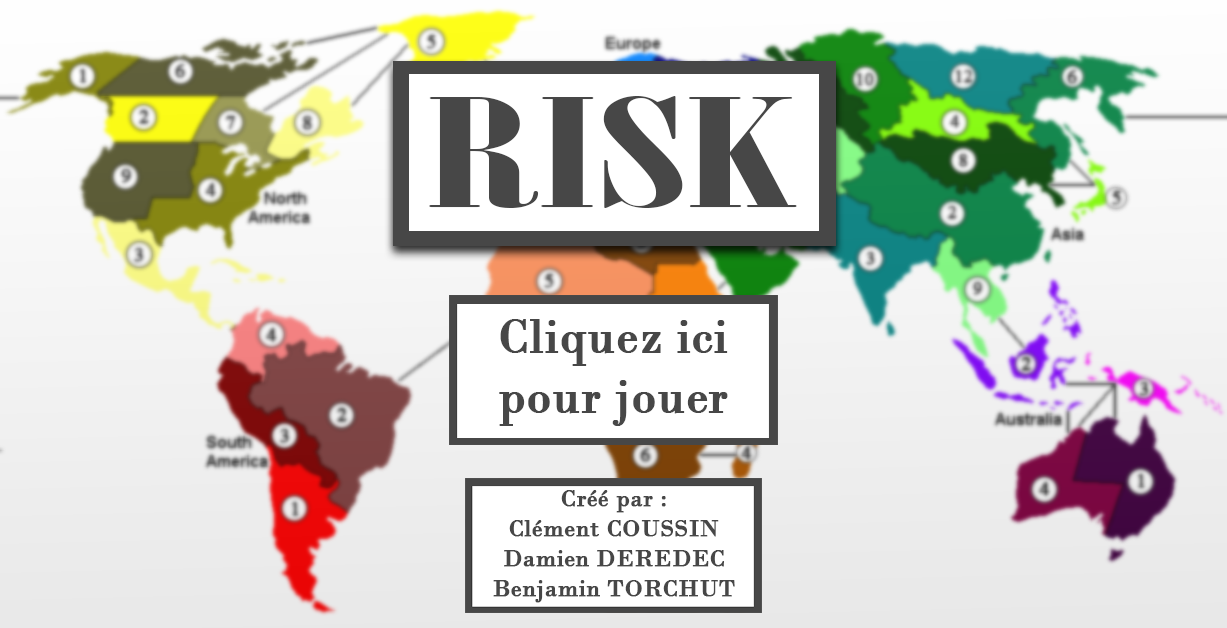 Europe
5
1
6
10
12
6
2
7
8
4
8
RISK
9
4
5
North
America
2
Asia
3
3
5
9
Cliquez ici
pour jouer
4
2
3
2
Australia
3
South
America
6
4
4
1
1
Créé par :
Clément COUSSIN
Damien DEREDEC
Benjamin TORCHUT